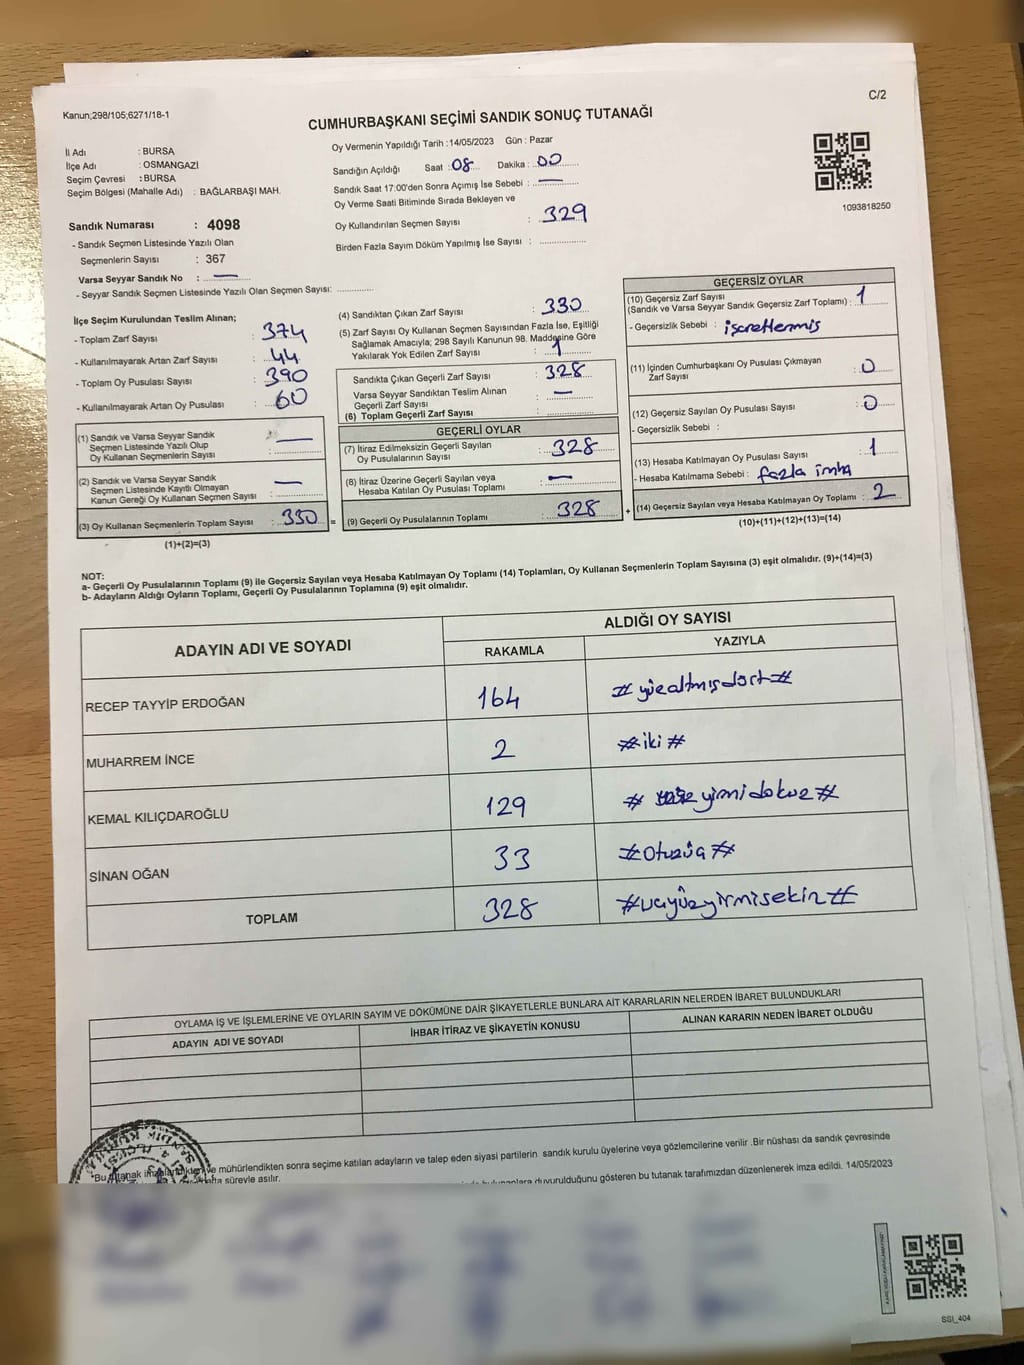 Kanun;298/105;6271/18-1
C/2
CUMHURBAŞKANI SEÇİMİ SANDIK SONUÇ TUTANAĞI
İl Adı : BURSA
İlçe Adı : OSMANGAZİ
Seçim Çevresi : BURSA
Seçim Bölgesi (Mahalle Adı) : BAĞLARBAŞI MAH.
Sandık Numarası : 4098
- Sandık Seçmen Listesinde Yazılı Olan
Seçmenlerin Sayısı : 367
Varsa Seyyar Sandık No : —
- Seyyar Sandık Seçmen Listesinde Yazılı Olan Seçmen Sayısı: ..............
Oy Vermenin Yapıldığı Tarih :14/05/2023 Gün : Pazar
Sandığın Açıldığı Saat : 08 Dakika : 00
Sandık Saat 17:00'den Sonra Açımış İse Sebebi : —
Oy Verme Saati Bitiminde Sırada Bekleyen ve
Oy Kullandırılan Seçmen Sayısı : 329
Birden Fazla Sayım Döküm Yapılmış İse Sayısı : ..............
1093818250
İlçe Seçim Kurulundan Teslim Alınan;
- Toplam Zarf Sayısı : 374
- Kullanılmayarak Artan Zarf Sayısı : 44
- Toplam Oy Pusulası Sayısı : 390
- Kullanılmayarak Artan Oy Pusulası : 60
(1) Sandık ve Varsa Seyyar Sandık
Seçmen Listesinde Yazılı Olup
Oy Kullanan Seçmenlerin Sayısı : —
(2) Sandık ve Varsa Seyyar Sandık
Seçmen Listesinde Kayıtlı Olmayan
Kanun Gereği Oy Kullanan Seçmen Sayısı : —
(3) Oy Kullanan Seçmenlerin Toplam Sayısı : 330 =
(1)+(2)=(3)
(4) Sandıktan Çıkan Zarf Sayısı : 330
(5) Zarf Sayısı Oy Kullanan Seçmen Sayısından Fazla İse, Eşitliği
Sağlamak Amacıyla; 298 Sayılı Kanunun 98. Maddesine Göre
Yakılarak Yok Edilen Zarf Sayısı : 1
Sandıkta Çıkan Geçerli Zarf Sayısı : 328
Varsa Seyyar Sandıktan Teslim Alınan
Geçerli Zarf Sayısı : —
(6) Toplam Geçerli Zarf Sayısı : ..............
GEÇERLİ OYLAR
(7) İtiraz Edilmeksizin Geçerli Sayılan
Oy Pusulalarının Sayısı : 328
(8) İtiraz Üzerine Geçerli Sayılan veya
Hesaba Katılan Oy Pusulası Toplamı : —
(9) Geçerli Oy Pusulalarının Toplamı : 328 +
GEÇERSİZ OYLAR
(10) Geçersiz Zarf Sayısı
(Sandık ve Varsa Seyyar Sandık Geçersiz Zarf Toplamı) : 1
- Geçersizlik Sebebi : işaretlenmiş
(11) İçinden Cumhurbaşkanı Oy Pusulası Çıkmayan
Zarf Sayısı : 0
(12) Geçersiz Sayılan Oy Pusulası Sayısı : 0
- Geçersizlik Sebebi :
(13) Hesaba Katılmayan Oy Pusulası Sayısı : 1
- Hesaba Katılmama Sebebi : fazla imha
(14) Geçersiz Sayılan veya Hesaba Katılmayan Oy Toplamı : 2
(10)+(11)+(12)+(13)=(14)
NOT:
a- Geçerli Oy Pusulalarının Toplamı (9) ile Geçersiz Sayılan veya Hesaba Katılmayan Oy Toplamı (14) Toplamları, Oy Kullanan Seçmenlerin Toplam Sayısına (3) eşit olmalıdır. (9)+(14)=(3)
b- Adayların Aldığı Oyların Toplamı, Geçerli Oy Pusulalarının Toplamına (9) eşit olmalıdır.
ADAYIN ADI VE SOYADI
ALDIĞI OY SAYISI
RAKAMLA
YAZIYLA
RECEP TAYYİP ERDOĞAN 164 # yüzaltmışdört #
MUHARREM İNCE 2 # iki #
KEMAL KILIÇDAROĞLU 129 # yirmidokuz #
SİNAN OĞAN 33 # Otuzüç #
TOPLAM 328 # üçyüzyirmisekiz #
OYLAMA İŞ VE İŞLEMLERİNE VE OYLARIN SAYIM VE DÖKÜMÜNE DAİR ŞİKAYETLERLE BUNLARA AİT KARARLARIN NELERDEN İBARET BULUNDUKLARI
ADAYIN ADI VE SOYADI
İHBAR İTİRAZ VE ŞİKAYETİN KONUSU
ALINAN KARARIN NEDEN İBARET OLDUĞU
ve mühürlendikten sonra seçime katılan adayların ve talep eden siyasi partilerin sandık kurulu üyelerine veya gözlemcilerine verilir .Bir nüshası da sandık çevresinde
süreyle asılır.
duyurulduğunu gösteren bu tutanak tarafımızdan düzenlenerek imza edildi. 14/05/2023
SSI_404